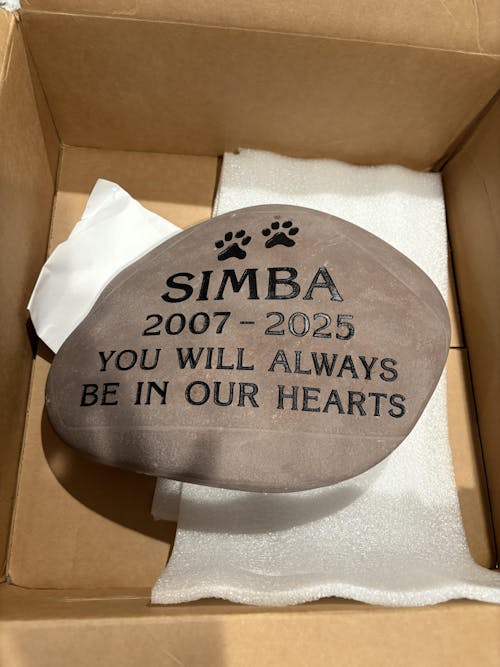 SIMBA
2007 - 2025
YOU WILL ALWAYS
BE IN OUR HEARTS